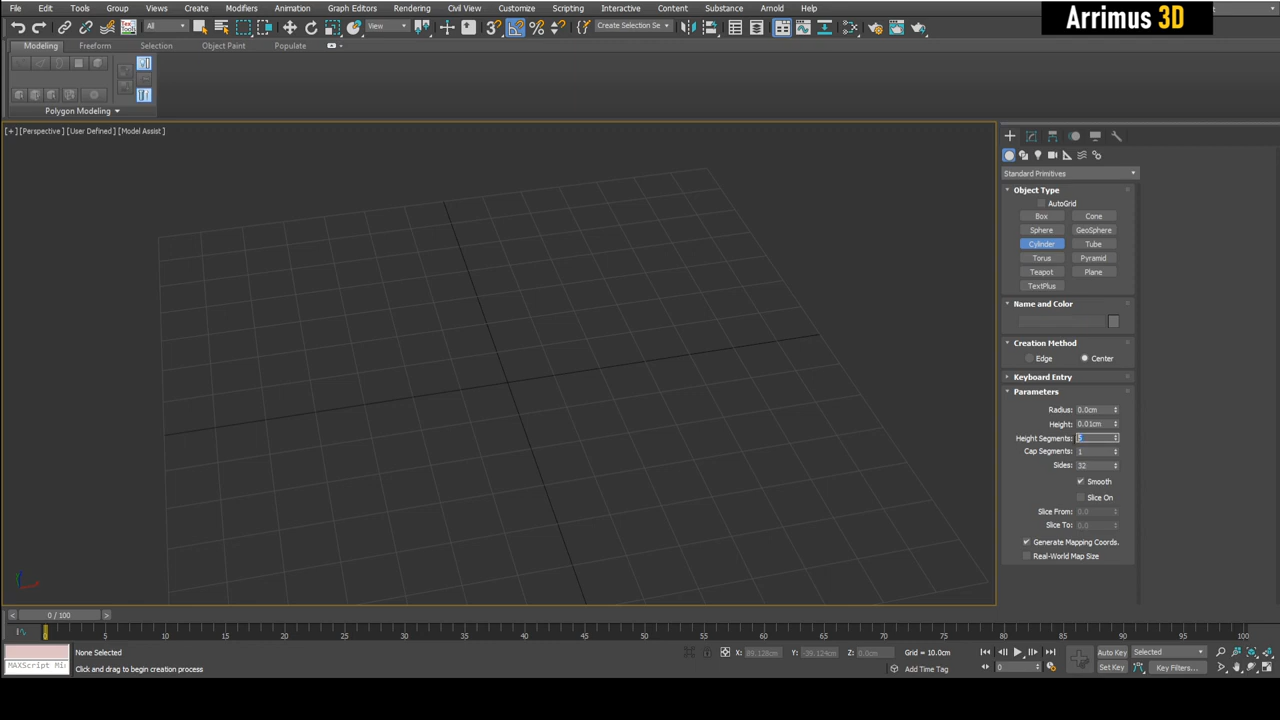 File Edit Tools Group Views Create Modifiers Animation Graph Editors Rendering Civil View Customize Scripting Interactive Content Substance Arnold Help
Arrimus 3D
All View Create Selection Se
Modeling Freeform Selection Object Paint Populate
Polygon Modeling
[+] [Perspective] [User Defined] [Model Assist]
Standard Primitives
Object Type
AutoGrid
Box Cone
Sphere GeoSphere
Cylinder Tube
Torus Pyramid
Teapot Plane
TextPlus
Name and Color
Creation Method
Edge Center
Keyboard Entry
Parameters
Radius: 0.0cm
Height: 0.01cm
Height Segments:
Cap Segments: 1
Sides: 32
Smooth
Slice On
Slice From: 0.0
Slice To: 0.0
Generate Mapping Coords.
Real-World Map Size
< 0 / 100 >
0 5 10 15 20 25 30 35 40 45 50 55 60 65 70 75 80 85 90 95 100
None Selected X: 89.128cm Y: -39.124cm Z: 0.0cm Grid = 10.0cm Auto Key Selected
MAXScript Mi Click and drag to begin creation process Add Time Tag 0 Set Key Key Filters...